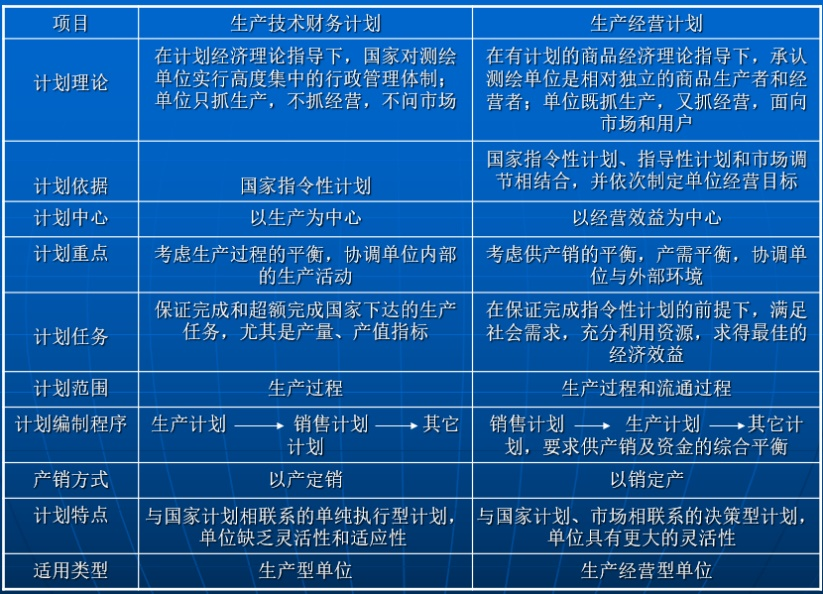 项目 生产技术财务计划 生产经营计划
计划理论
在计划经济理论指导下，国家对测绘
单位实行高度集中的行政管理体制；
单位只抓生产，不抓经营，不问市场
在有计划的商品经济理论指导下，承认
测绘单位是相对独立的商品生产者和经
营者；单位既抓生产，又抓经营，面向
市场和用户
计划依据
国家指令性计划
国家指令性计划、指导性计划和市场调
节相结合，并依次制定单位经营目标
计划中心 以生产为中心 以经营效益为中心
计划重点
考虑生产过程的平衡，协调单位内部
的生产活动
考虑供产销的平衡，产需平衡，协调单
位与外部环境
计划任务
保证完成和超额完成国家下达的生产
任务，尤其是产量、产值指标
在保证完成指令性计划的前提下，满足
社会需求，充分利用资源，求得最佳的
经济效益
计划范围 生产过程 生产过程和流通过程
计划编制程序
生产计划 → 销售计划 → 其它
计划
销售计划 → 生产计划 → 其它计
划，要求供产销及资金的综合平衡
产销方式 以产定销 以销定产
计划特点
与国家计划相联系的单纯执行型计划，
单位缺乏灵活性和适应性
与国家计划、市场相联系的决策型计划，
单位具有更大的灵活性
适用类型 生产型单位 生产经营型单位